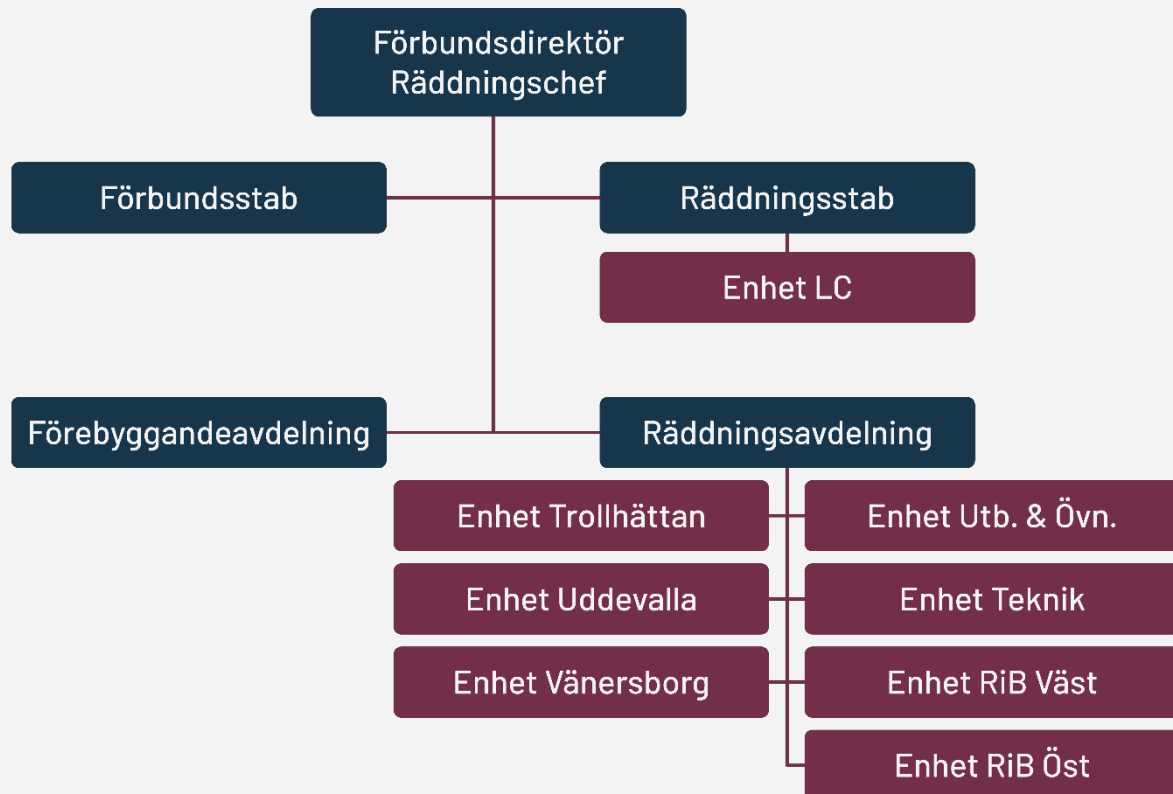 Förbundsdirektör
Räddningschef
Förbundsstab
Räddningsstab
Enhet LC
Förebyggandeavdelning
Räddningsavdelning
Enhet Trollhättan
Enhet Utb. & Övn.
Enhet Uddevalla
Enhet Teknik
Enhet Vänersborg
Enhet RiB Väst
Enhet RiB Öst